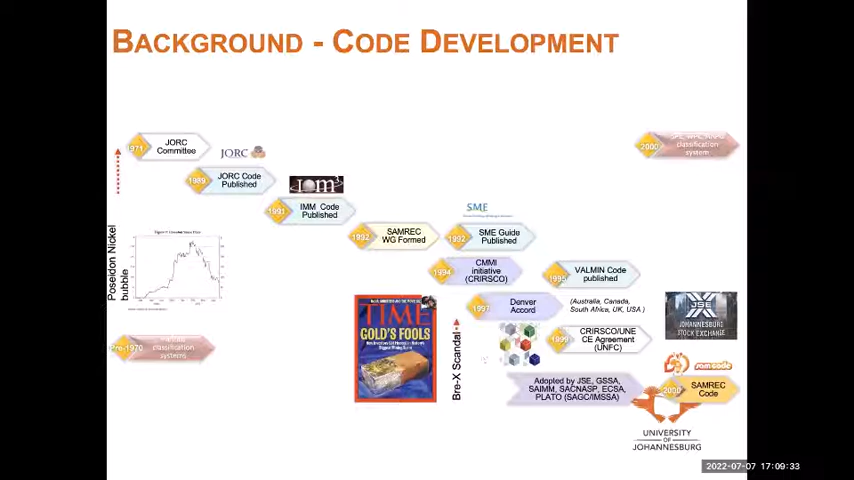 BACKGROUND - CODE DEVELOPMENT
1971
JORC
Committee
JORC
2000
classification
system
1989
JORC Code
Published
IOM3
1991
IMM Code
Published
SME
1992
SAMREC
WG Formed
1992
SME Guide
Published
Poseidon Nickel
bubble
1994
CMMI
initiative
(CRIRSCO)
1995
VALMIN Code
published
1997
Denver
Accord
(Australia, Canada,
South Africa, UK, USA )
TIME
GOLD'S FOOLS
Bre-X Scandal
JSE
JOHANNESBURG
STOCK EXCHANGE
1999
CRIRSCO/UNE
CE Agreement
(UNFC)
Pre-1970
classification
systems
samcode
Adopted by JSE, GSSA,
SAIMM, SACNASP, ECSA,
PLATO (SAGC/IMSSA)
2000
SAMREC
Code
UNIVERSITY
OF
JOHANNESBURG
2022-07-07 17:09:33